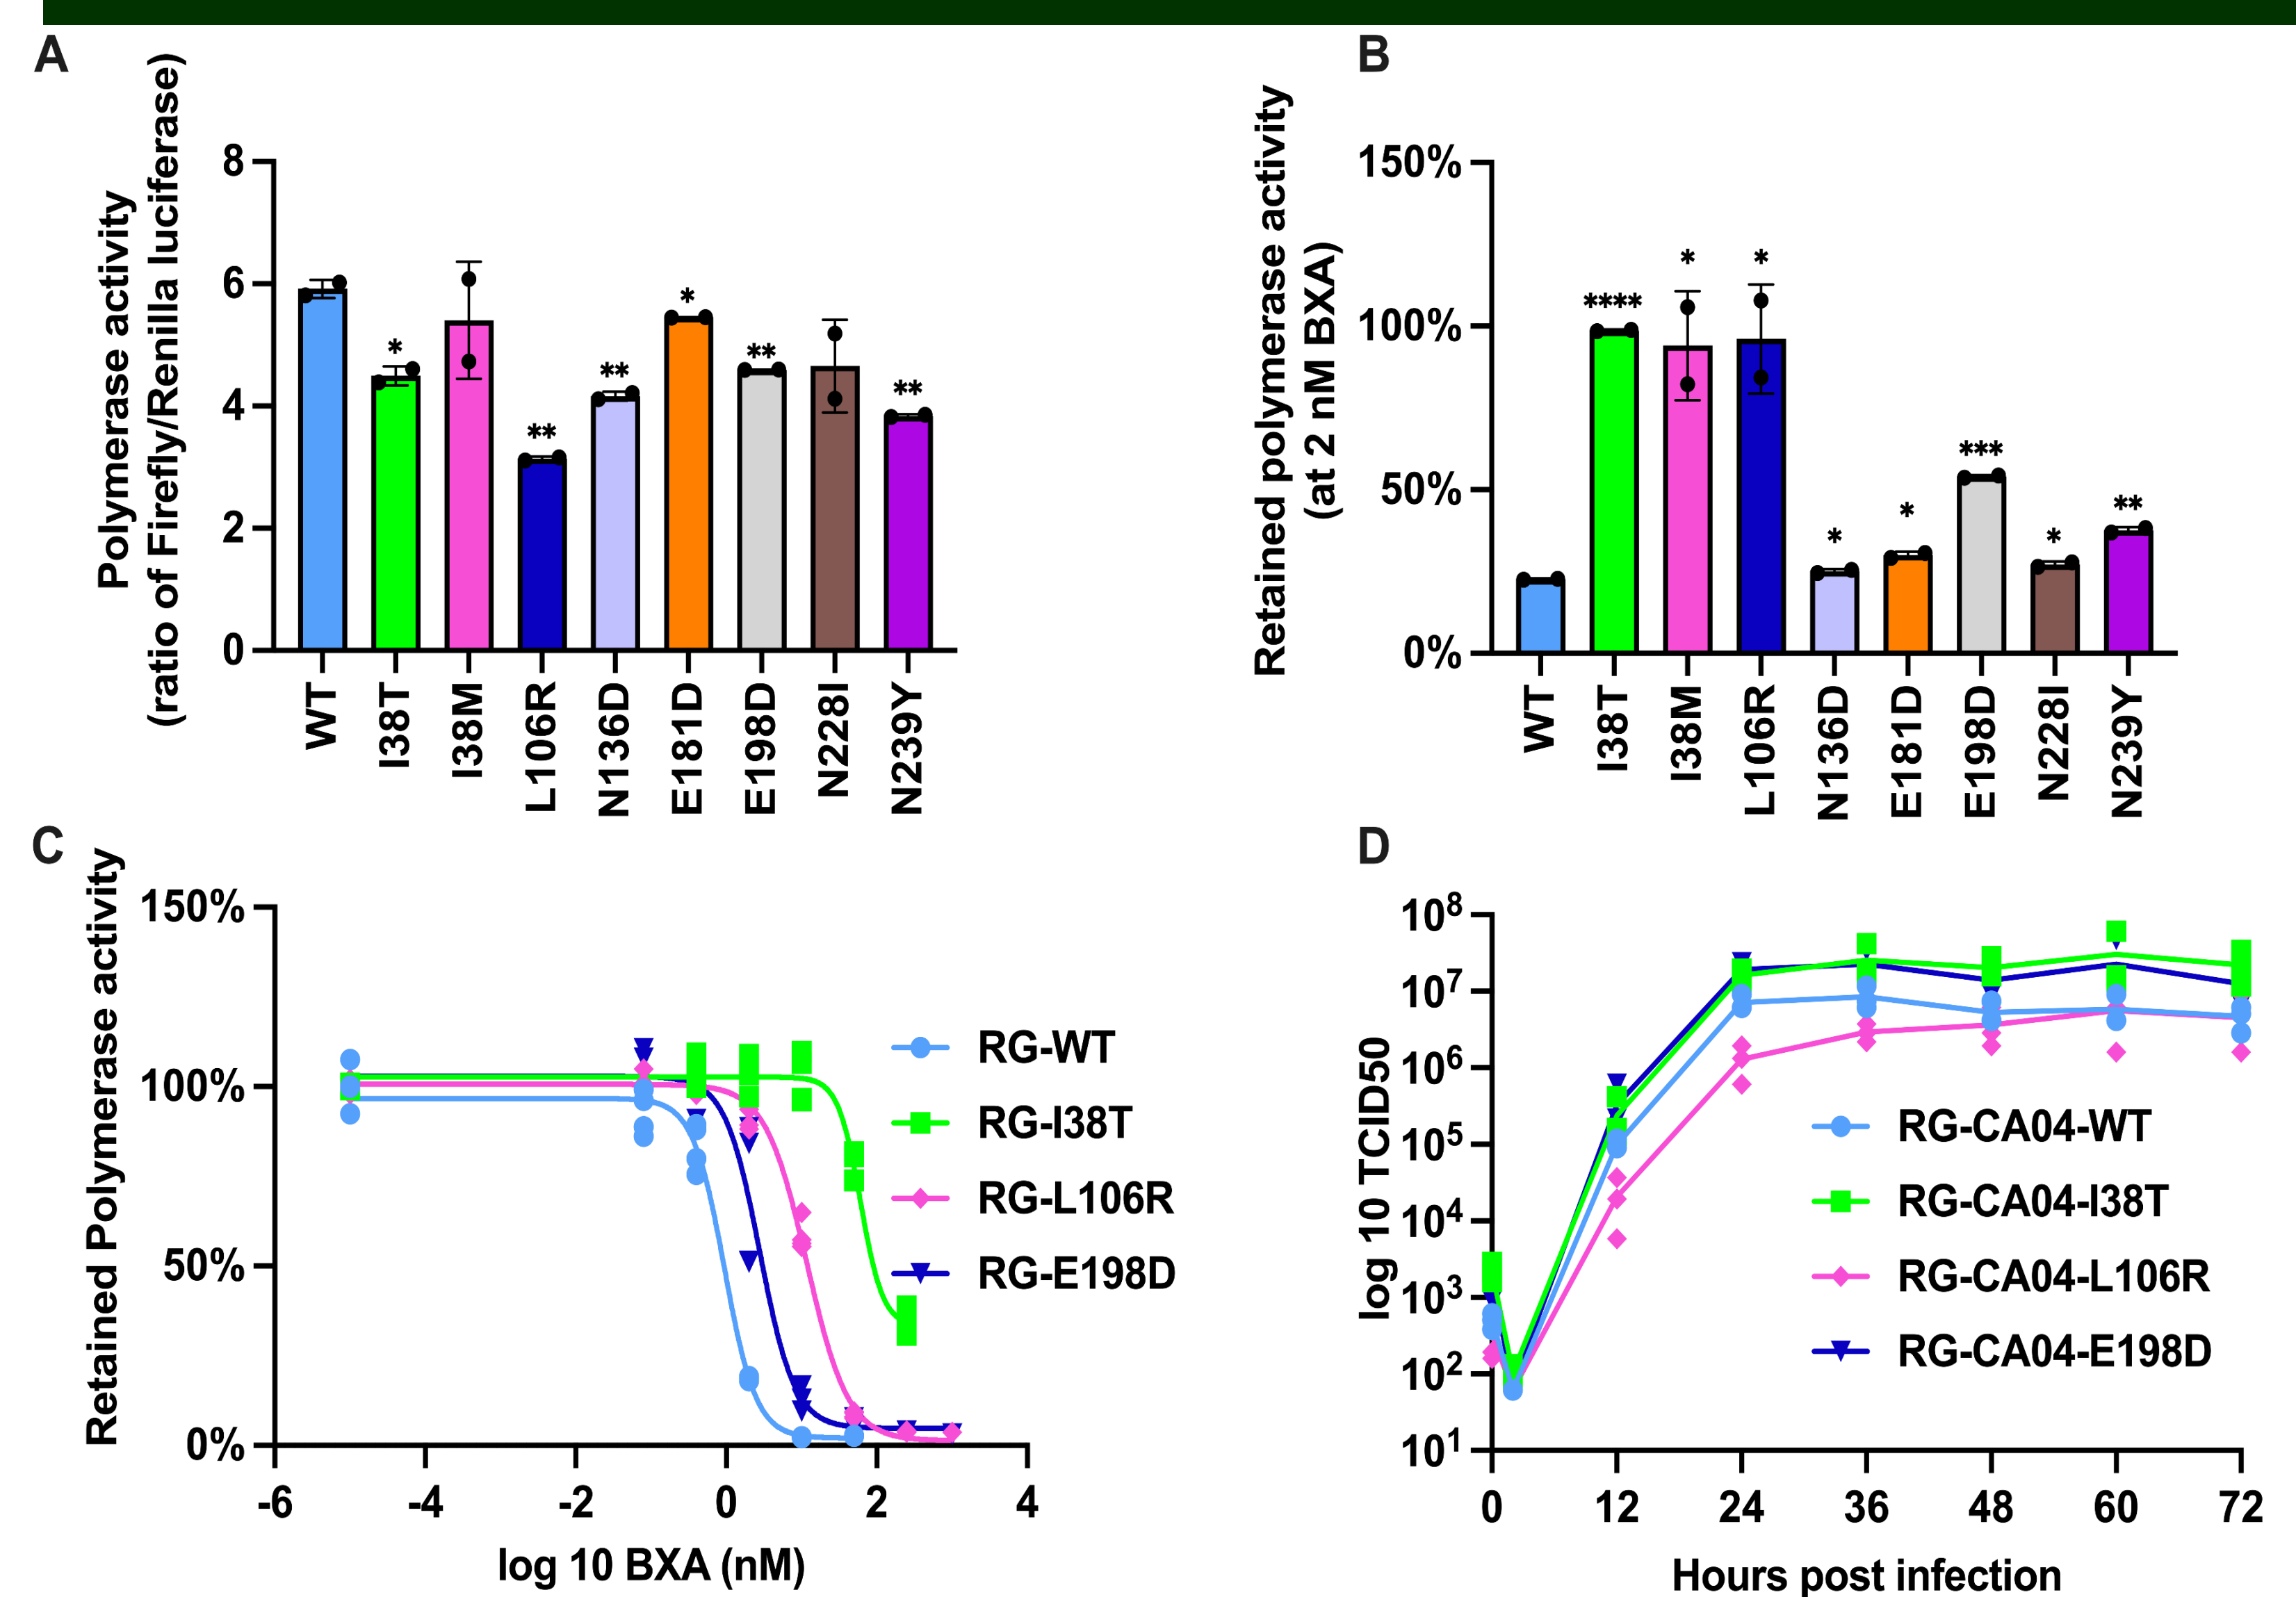 A
Polymerase activity
(ratio of Firefly/Renilla luciferase)
8
6
4
2
0
*
**
**
*
**
**
WT
I38T
I38M
L106R
N136D
E181D
E198D
N228I
N239Y
B
Retained polymerase activity
(at 2 nM BXA)
150%
100%
50%
0%
****
*
*
*
*
***
*
**
WT
I38T
I38M
L106R
N136D
E181D
E198D
N228I
N239Y
C
Retained Polymerase activity
150%
100%
50%
0%
RG-WT
RG-I38T
RG-L106R
RG-E198D
-6 -4 -2 0 2 4
log 10 BXA (nM)
D
log 10 TCID50
10⁸
10⁷
10⁶
10⁵
10⁴
10³
10²
10¹
RG-CA04-WT
RG-CA04-I38T
RG-CA04-L106R
RG-CA04-E198D
0 12 24 36 48 60 72
Hours post infection